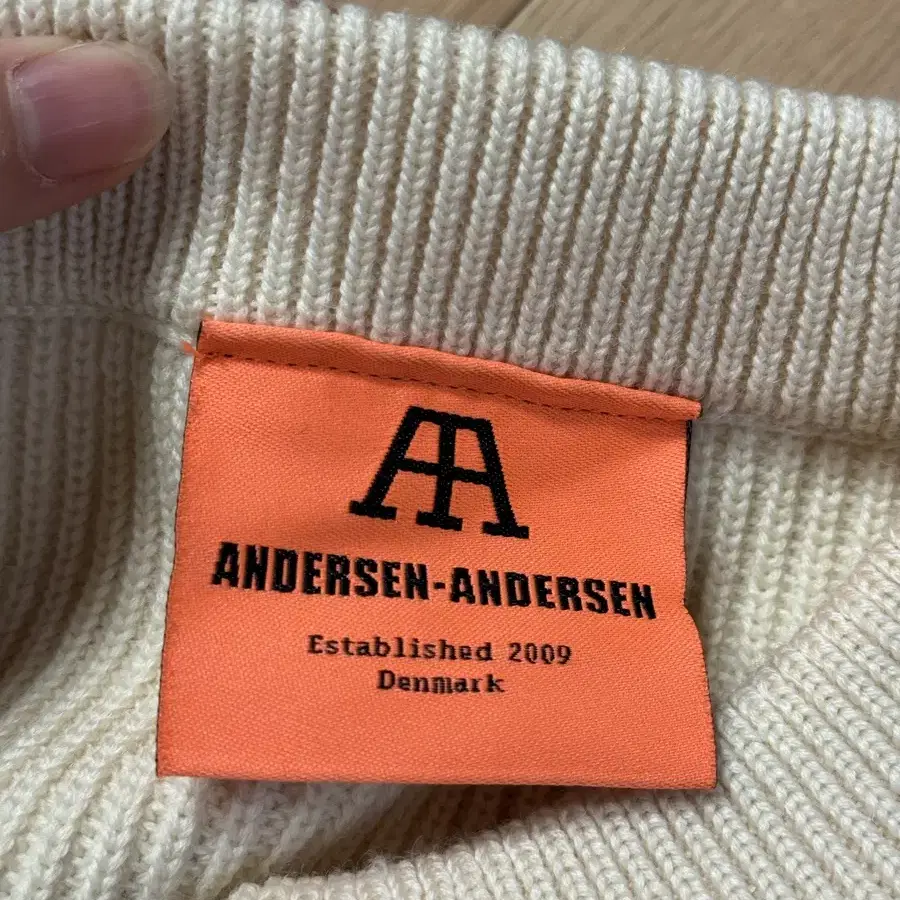 AA
ANDERSEN-ANDERSEN
Established 2009
Denmark